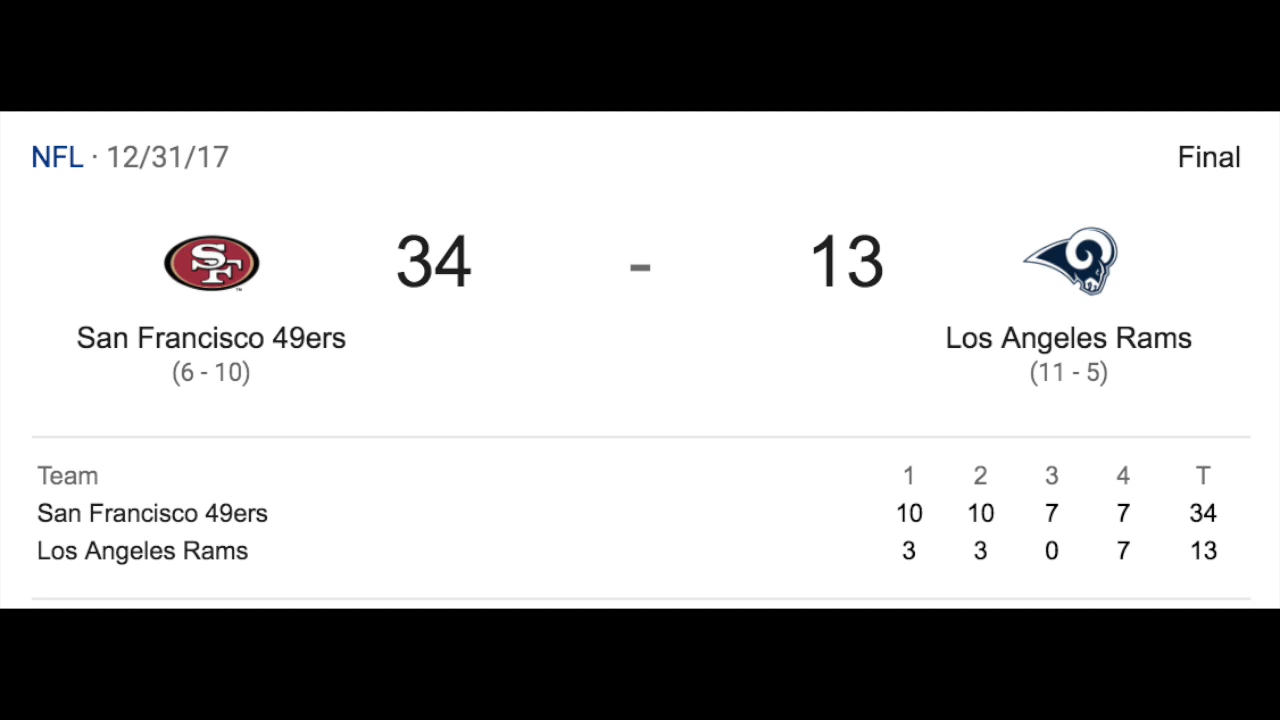 NFL · 12/31/17 Final
SF
34 - 13
San Francisco 49ers Los Angeles Rams
(6 - 10) (11 - 5)
Team 1 2 3 4 T
San Francisco 49ers 10 10 7 7 34
Los Angeles Rams 3 3 0 7 13